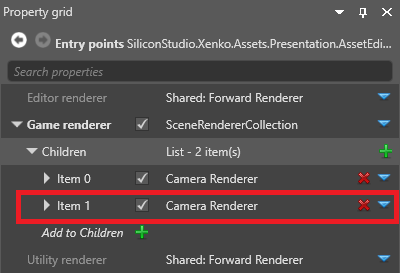 Property grid
Entry points SiliconStudio.Xenko.Assets.Presentation.AssetEdi...
Search properties
Editor renderer Shared: Forward Renderer
Game renderer SceneRendererCollection
Children List - 2 item(s)
Item 0 Camera Renderer
Item 1 Camera Renderer
Add to Children
Utility renderer Shared: Forward Renderer